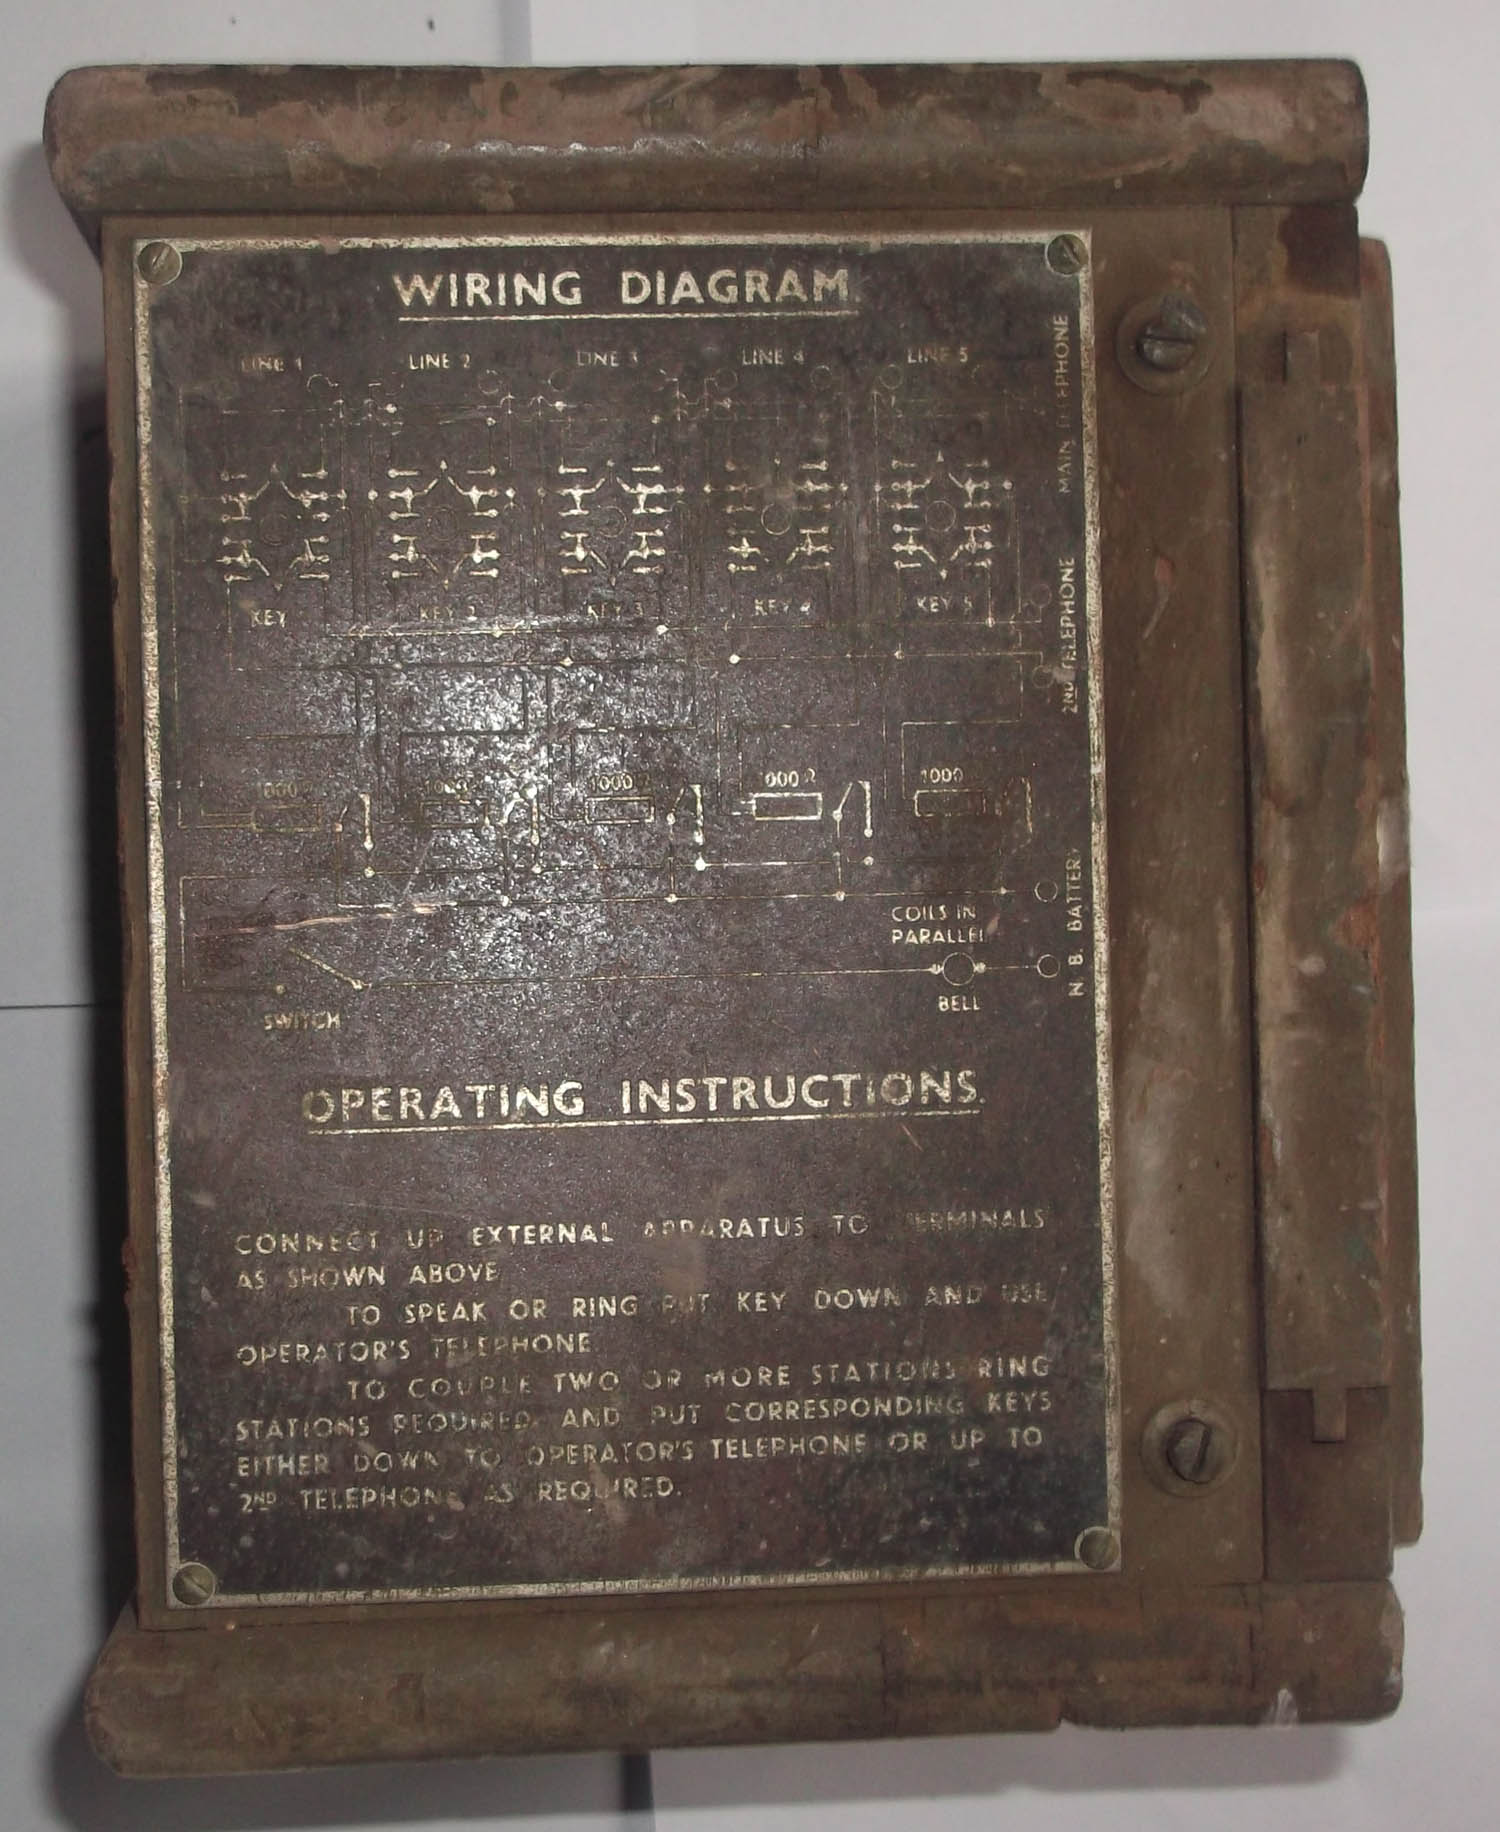 WIRING DIAGRAM.
LINE 1 LINE 2 LINE 3 LINE 4 LINE 5
MAIN TELEPHONE
KEY KEY 2 KEY 3 KEY 4 KEY 5
2ND TELEPHONE
1000 Ω 1000 Ω 1000 Ω 1000 Ω 1000
COILS IN
PARALLEL
N. B. BATTERY
BELL
SWITCH
OPERATING INSTRUCTIONS.
CONNECT UP EXTERNAL APPARATUS TO TERMINALS
AS SHOWN ABOVE
TO SPEAK OR RING PUT KEY DOWN AND USE
OPERATOR'S TELEPHONE
TO COUPLE TWO OR MORE STATIONS RING
STATIONS REQUIRED AND PUT CORRESPONDING KEYS
EITHER DOWN TO OPERATOR'S TELEPHONE OR UP TO
2ND TELEPHONE AS REQUIRED.